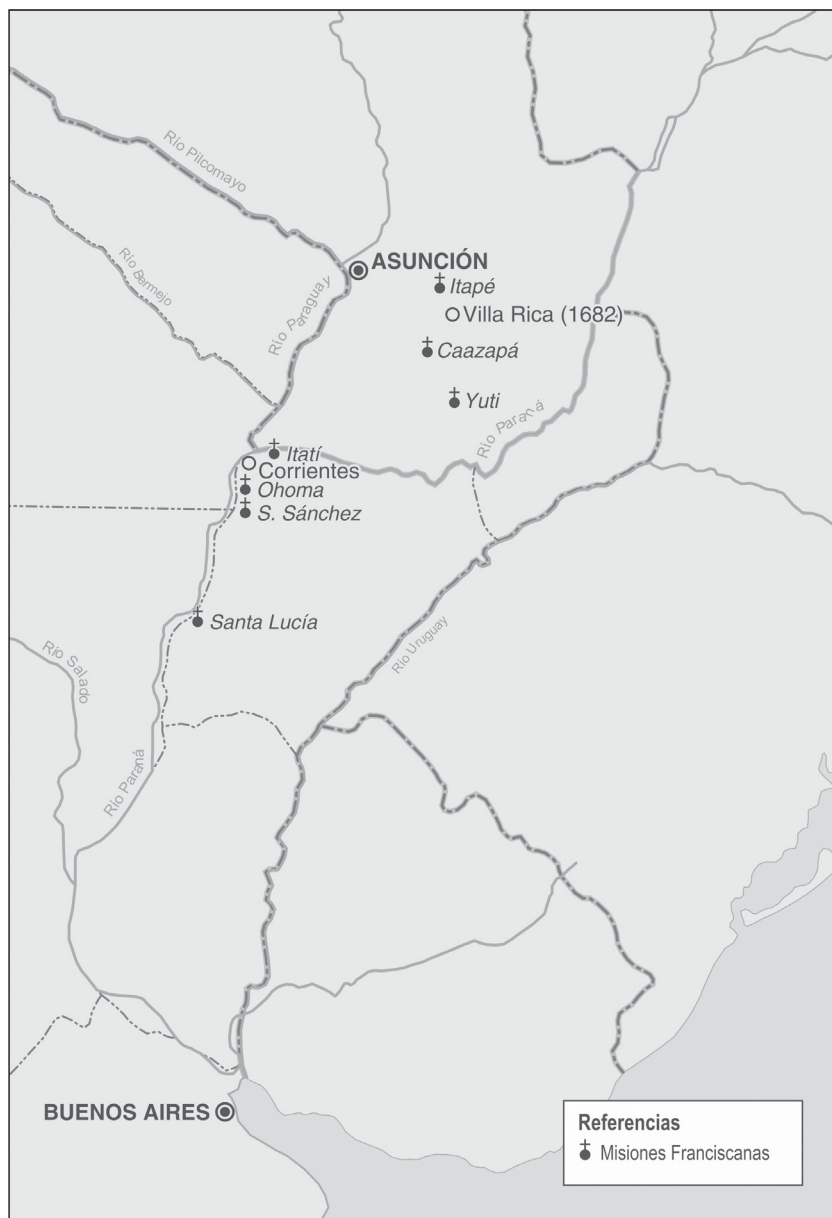 Río Pilcomayo
Río Bermejo
Río Paraguay
ASUNCIÓN
Itapé
Villa Rica (1682)
Caazapá
Yuti
Río Paraná
Itatí
Corrientes
Ohoma
S. Sánchez
Santa Lucía
Río Uruguay
Río Salado
Río Paraná
BUENOS AIRES
Referencias
Misiones Franciscanas